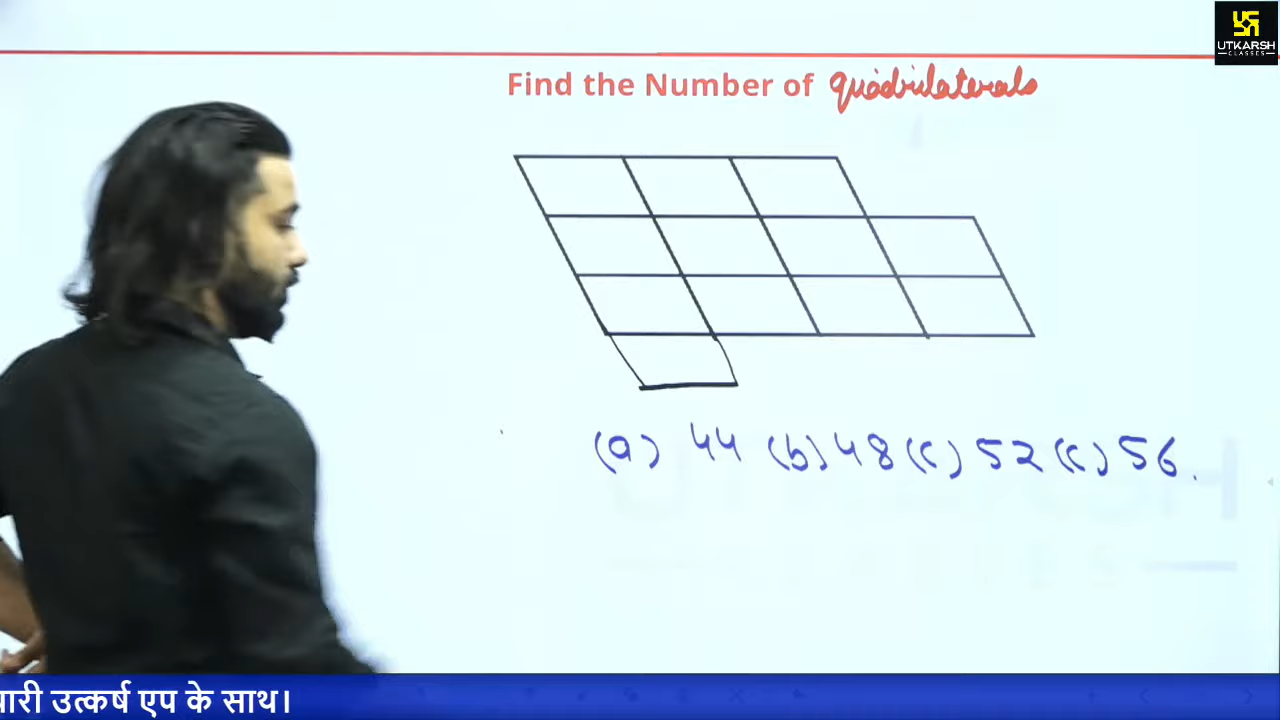 UTKARSH
CLASSES
Find the Number of quadrilaterals
(a) 44 (b) 48 (c) 52 (c) 56.
उत्कर्ष एप के साथ।